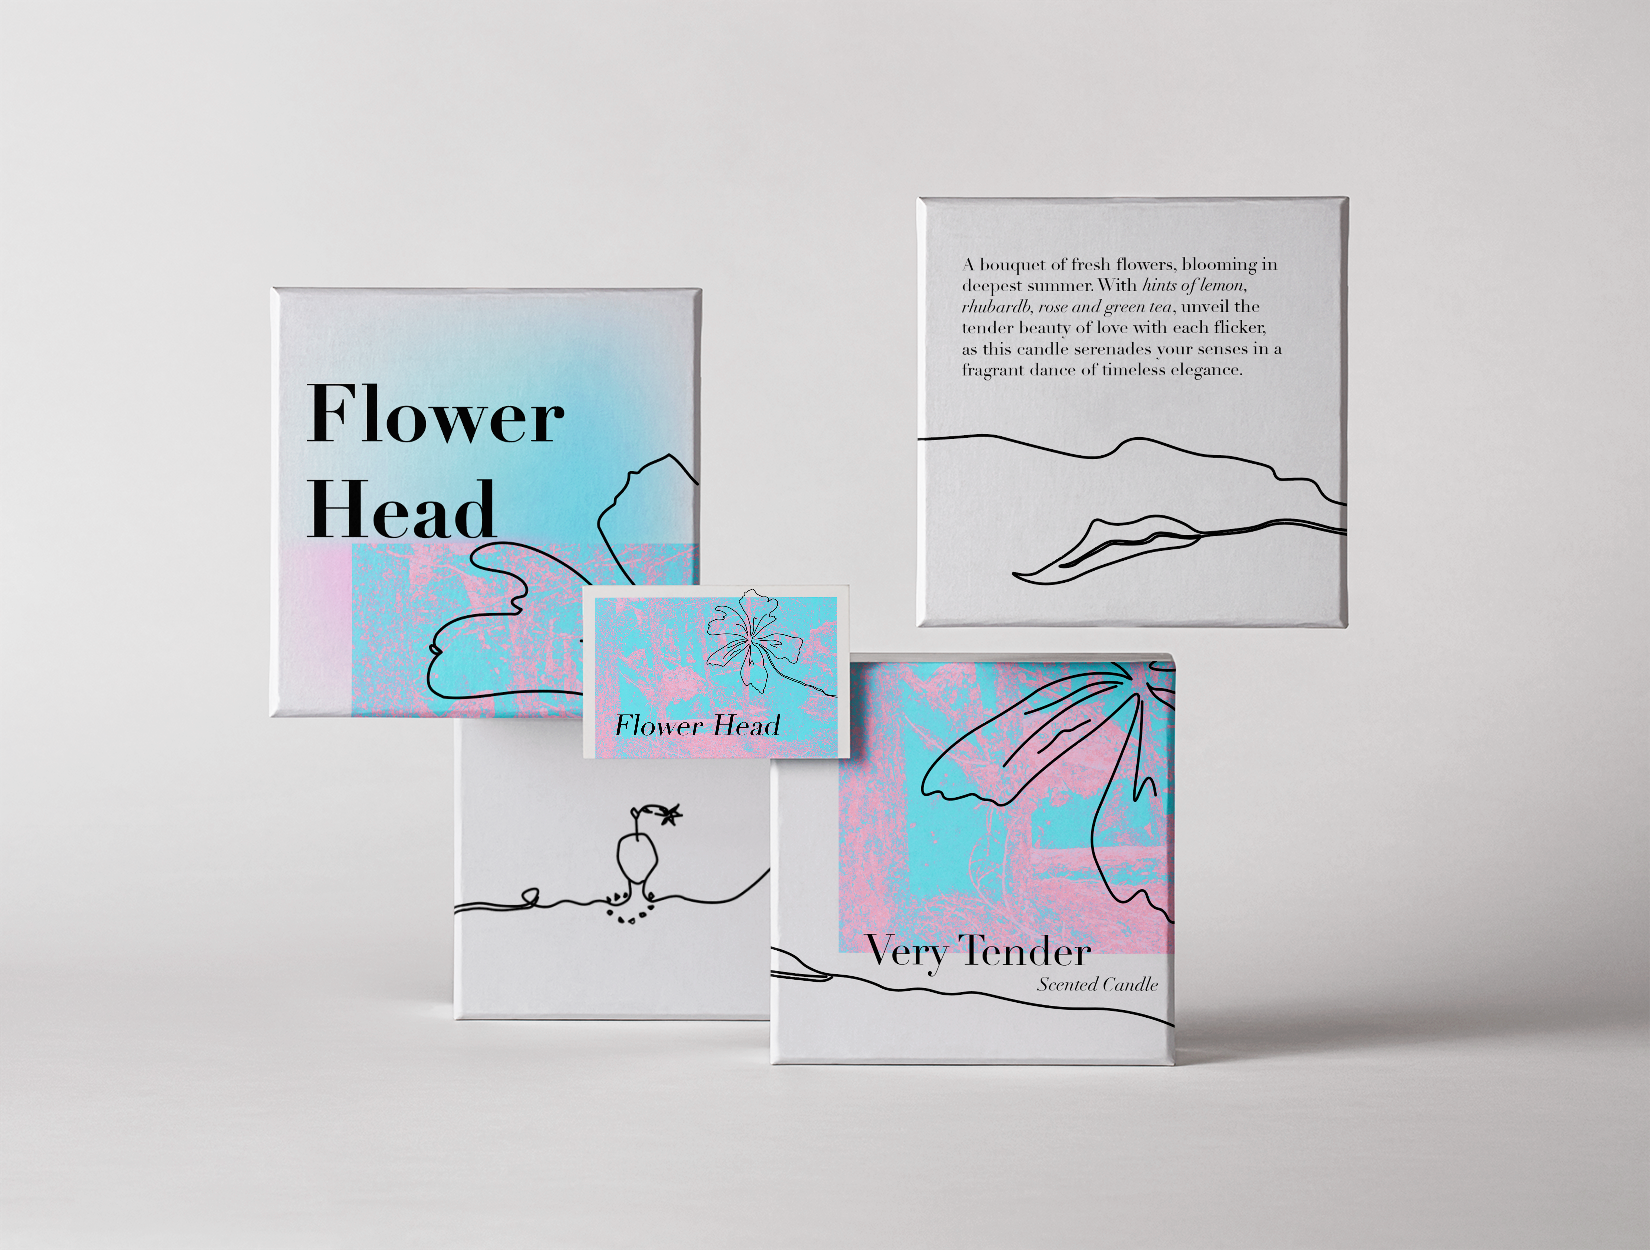 Flower
Head
A bouquet of fresh flowers, blooming in
deepest summer. With hints of lemon,
rhubardb, rose and green tea, unveil the
tender beauty of love with each flicker,
as this candle serenades your senses in a
fragrant dance of timeless elegance.
Flower Head
Very Tender
Scented Candle